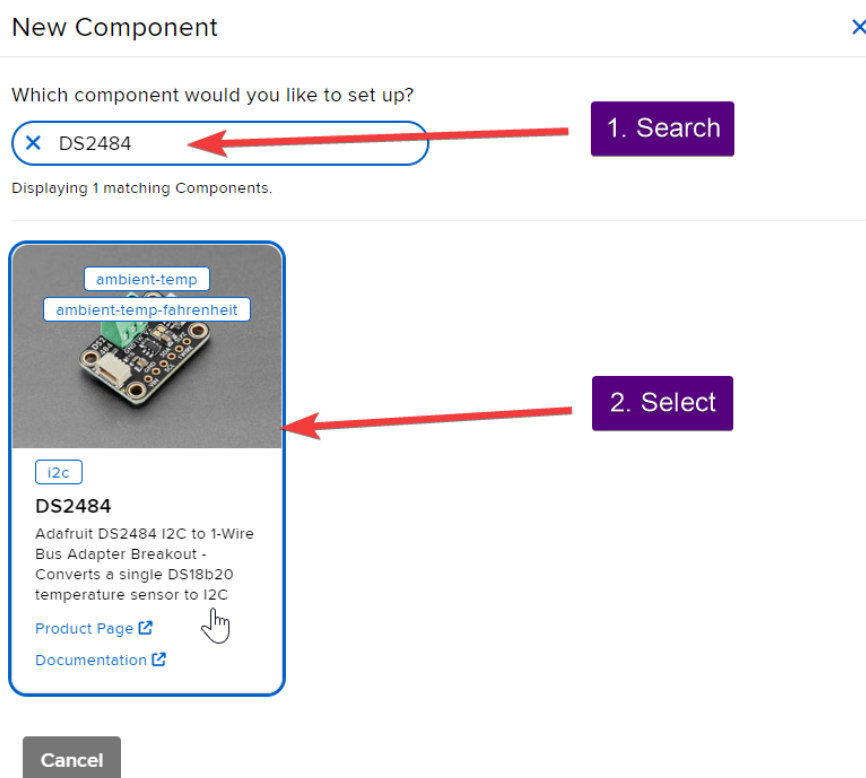 New Component
Which component would you like to set up?
DS2484
1. Search
Displaying 1 matching Components.
ambient-temp
ambient-temp-fahrenheit
2. Select
i2c
DS2484
Adafruit DS2484 I2C to 1-Wire
Bus Adapter Breakout -
Converts a single DS18b20
temperature sensor to I2C
Product Page
Documentation
Cancel